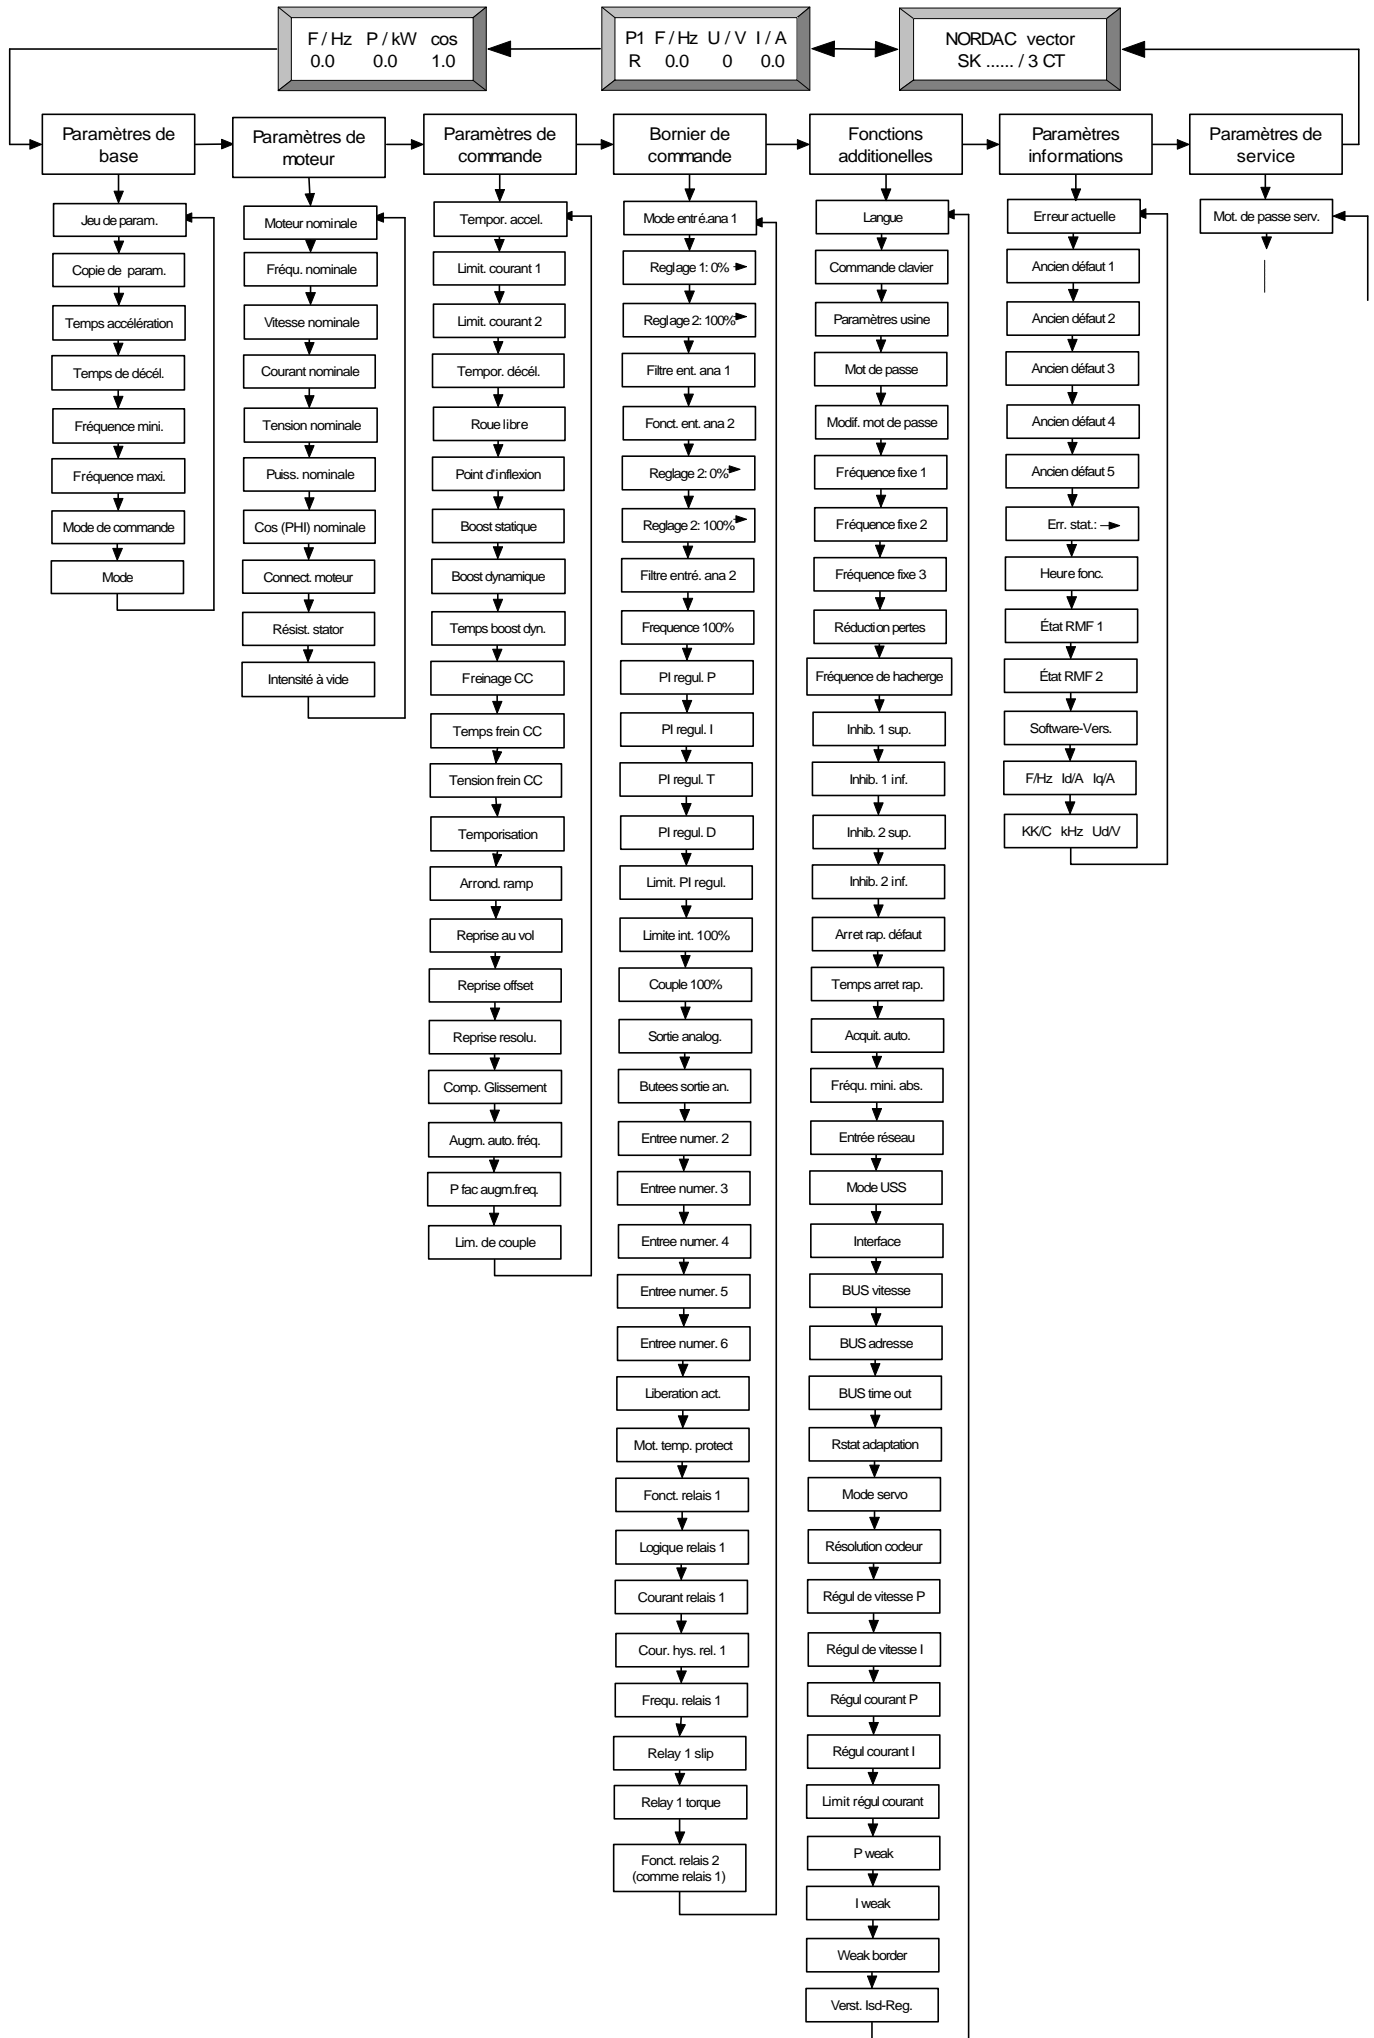 F / Hz P / kW cos
0.0 0.0 1.0
P1 F / Hz U / V I / A
R 0.0 0 0.0
NORDAC vector
SK ...... / 3 CT
Paramètres de
base
Jeu de param.
Copie de param.
Temps accélération
Temps de décél.
Fréquence mini.
Fréquence maxi.
Mode de commande
Mode
Paramètres de
moteur
Moteur nominale
Fréqu. nominale
Vitesse nominale
Courant nominale
Tension nominale
Puiss. nominale
Cos (PHI) nominale
Connect. moteur
Résist. stator
Intensité à vide
Paramètres de
commande
Tempor. accel.
Limit. courant 1
Limit. courant 2
Tempor. décél.
Roue libre
Point d'inflexion
Boost statique
Boost dynamique
Temps boost dyn.
Freinage CC
Temps frein CC
Tension frein CC
Temporisation
Arrond. ramp
Reprise au vol
Reprise offset
Reprise resolu.
Comp. Glissement
Augm. auto. fréq.
P fac augm.freq.
Lim. de couple
Bornier de
commande
Mode entré.ana 1
Reglage 1: 0%
Reglage 2: 100%
Filtre ent. ana 1
Fonct. ent. ana 2
Reglage 2: 0%
Reglage 2: 100%
Filtre entré. ana 2
Frequence 100%
PI regul. P
PI regul. I
PI regul. T
PI regul. D
Limit. PI regul.
Limite int. 100%
Couple 100%
Sortie analog.
Butees sortie an.
Entree numer. 2
Entree numer. 3
Entree numer. 4
Entree numer. 5
Entree numer. 6
Liberation act.
Mot. temp. protect
Fonct. relais 1
Logique relais 1
Courant relais 1
Cour. hys. rel. 1
Frequ. relais 1
Relay 1 slip
Relay 1 torque
Fonct. relais 2
(comme relais 1)
Fonctions
additionelles
Langue
Commande clavier
Paramètres usine
Mot de passe
Modif. mot de passe
Fréquence fixe 1
Fréquence fixe 2
Fréquence fixe 3
Réduction pertes
Fréquence de hacherge
Inhib. 1 sup.
Inhib. 1 inf.
Inhib. 2 sup.
Inhib. 2 inf.
Arret rap. défaut
Temps arret rap.
Acquit. auto.
Fréqu. mini. abs.
Entrée réseau
Mode USS
Interface
BUS vitesse
BUS adresse
BUS time out
Rstat adaptation
Mode servo
Résolution codeur
Régul de vitesse P
Régul de vitesse I
Régul courant P
Régul courant I
Limit régul courant
P weak
I weak
Weak border
Verst. Isd-Reg.
Paramètres
informations
Erreur actuelle
Ancien défaut 1
Ancien défaut 2
Ancien défaut 3
Ancien défaut 4
Ancien défaut 5
Err. stat.:
Heure fonc.
État RMF 1
État RMF 2
Software-Vers.
F/Hz Id/A Iq/A
KK/C kHz Ud/V
Paramètres de
service
Mot. de passe serv.